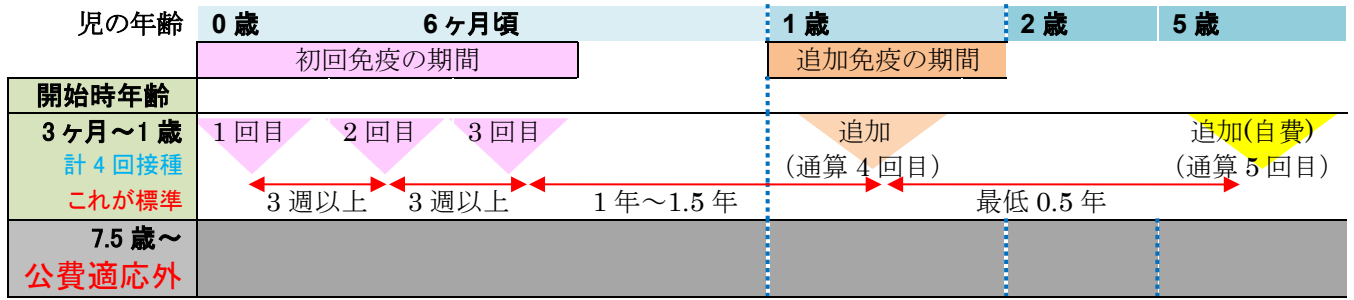 児の年齢 0 歳 6ヶ月頃 1 歳 2 歳 5 歳
初回免疫の期間 追加免疫の期間
開始時年齢
3ヶ月～1歳 1回目 2回目 3回目 追加 追加(自費)
計4回接種 (通算4回目) (通算5回目)
これが標準 3週以上 3週以上 1年～1.5年 最低0.5年
7.5歳～
公費適応外